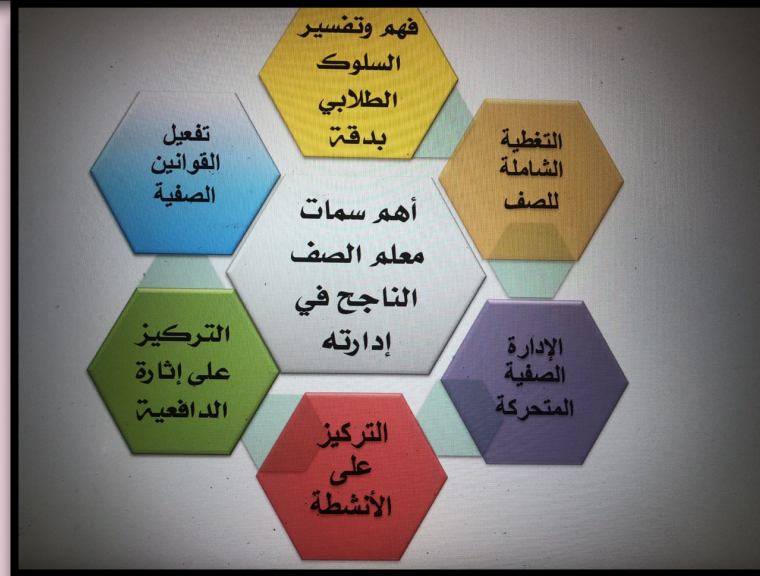 أهم سمات
معلم الصف
الناجح في
إدارته
فهم وتفسير
السلوك
الطلابي
بدقة
التغطية
الشاملة
للصف
الإدارة
الصفية
المتحركة
التركيز
على
الأنشطة
التركيز
على إثارة
الدافعية
تفعيل
القوانين
الصفية